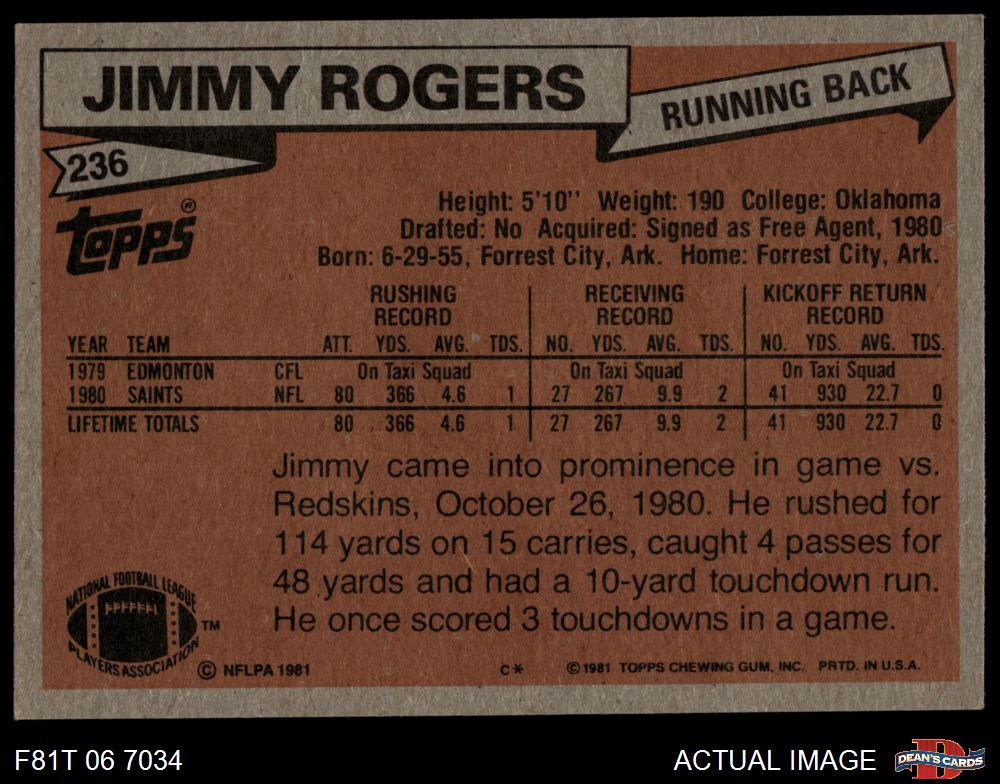 JIMMY ROGERS
RUNNING BACK
236
Topps®
Height: 5'10'' Weight: 190 College: Oklahoma
Drafted: No Acquired: Signed as Free Agent, 1980
Born: 6-29-55, Forrest City, Ark. Home: Forrest City, Ark.
RUSHING RECEIVING KICKOFF RETURN
RECORD RECORD RECORD
YEAR TEAM ATT. YDS. AVG. TDS. NO. YDS. AVG. TDS. NO. YDS. AVG. TDS.
1979 EDMONTON CFL On Taxi Squad On Taxi Squad On Taxi Squad
1980 SAINTS NFL 80 366 4.6 1 27 267 9.9 2 41 930 22.7 0
LIFETIME TOTALS 80 366 4.6 1 27 267 9.9 2 41 930 22.7 0
Jimmy came into prominence in game vs.
Redskins, October 26, 1980. He rushed for
114 yards on 15 carries, caught 4 passes for
48 yards and had a 10-yard touchdown run.
He once scored 3 touchdowns in a game.
NATIONAL FOOTBALL LEAGUE
PLAYERS ASSOCIATION TM
© NFLPA 1981 C* © 1981 TOPPS CHEWING GUM, INC. PRTD. IN U.S.A.
F81T 06 7034 ACTUAL IMAGE DEAN'S CARDS